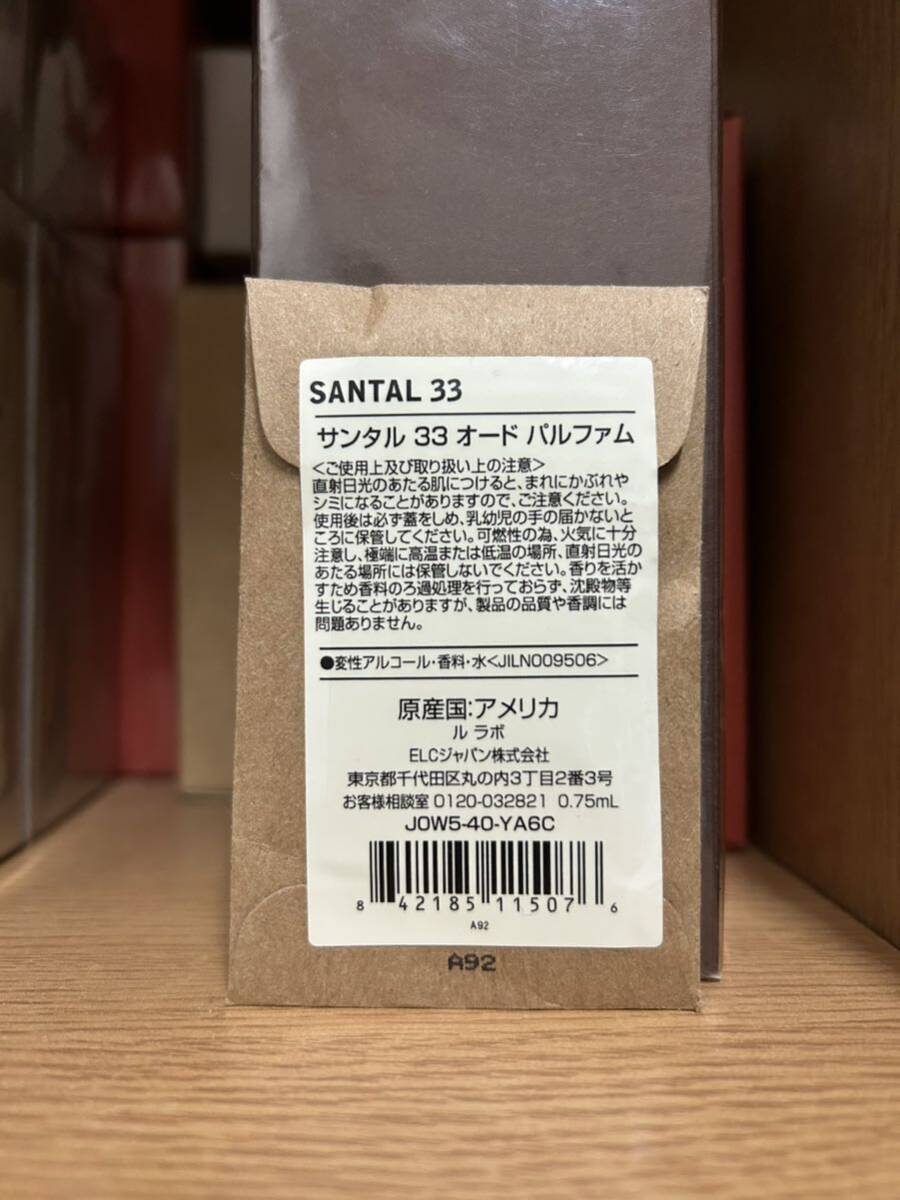 SANTAL 33
サンタル 33 オード パルファム
<ご使用上及び取り扱い上の注意>
直射日光のあたる肌につけると、まれにかぶれや
シミになることがありますので、ご注意ください。
使用後は必ず蓋をしめ、乳幼児の手の届かないと
ころに保管してください。可燃性の為、火気に十分
注意し、極端に高温または低温の場所、直射日光の
あたる場所には保管しないでください。香りを活か
すため香料のろ過処理を行っておらず、沈殿物等
生じることがありますが、製品の品質や香調には
問題ありません。
●変性アルコール・香料・水<JILN009506>
原産国:アメリカ
ル ラボ
ELCジャパン株式会社
東京都千代田区丸の内3丁目2番3号
お客様相談室 0120-032821 0.75mL
J0W5-40-YA6C
8 42185 11507 6
A92
A92